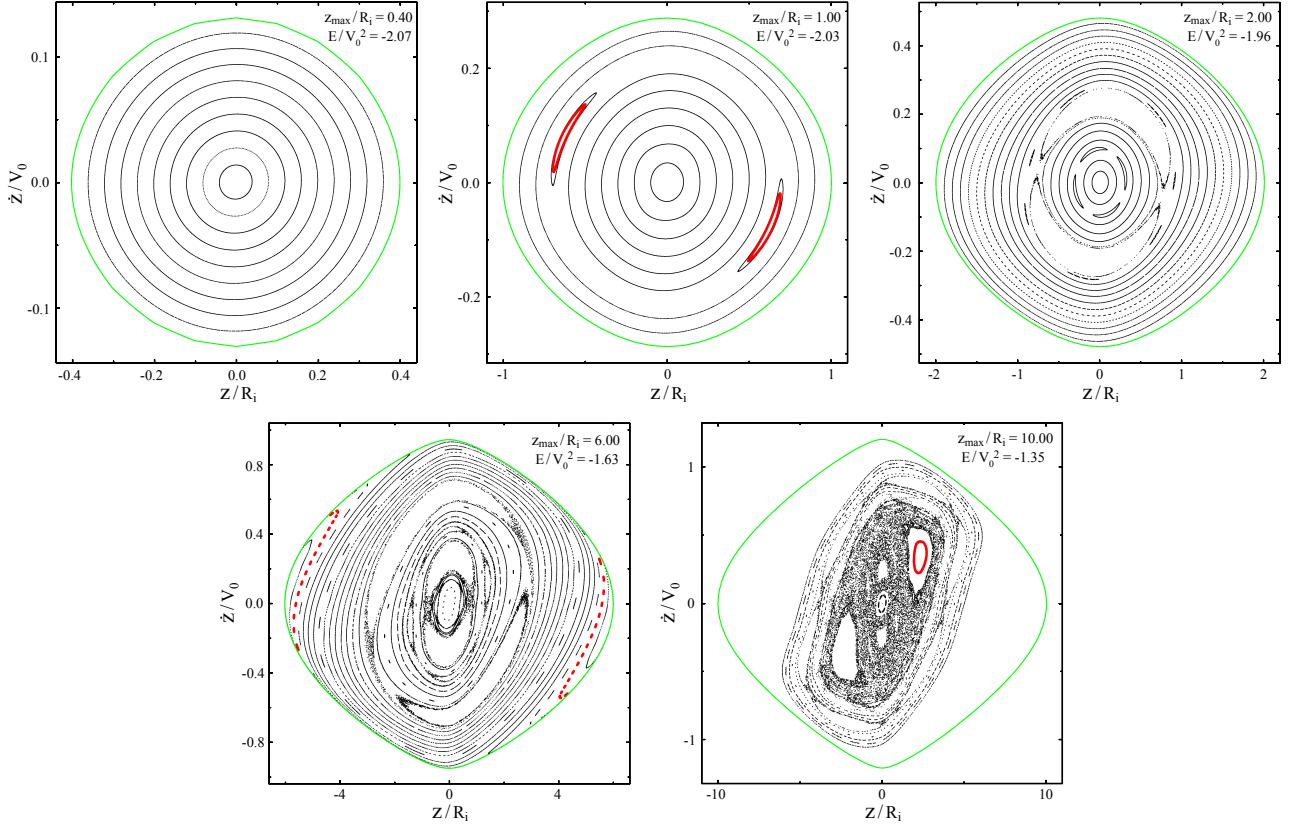 z_max/R_i = 0.40
E/V_0^2 = -2.07
0.1
0.0
-0.1
ż/V_0
-0.4 -0.2 0.0 0.2 0.4
z/R_i
z_max/R_i = 1.00
E/V_0^2 = -2.03
0.2
0.0
-0.2
ż/V_0
-1 0 1
z/R_i
z_max/R_i = 2.00
E/V_0^2 = -1.96
0.4
0.2
0.0
-0.2
-0.4
ż/V_0
-2 -1 0 1 2
z/R_i
z_max/R_i = 6.00
E/V_0^2 = -1.63
0.8
0.4
0.0
-0.4
-0.8
ż/V_0
-4 0 4
z/R_i
z_max/R_i = 10.00
E/V_0^2 = -1.35
1
0
-1
ż/V_0
-10 0 10
z/R_i